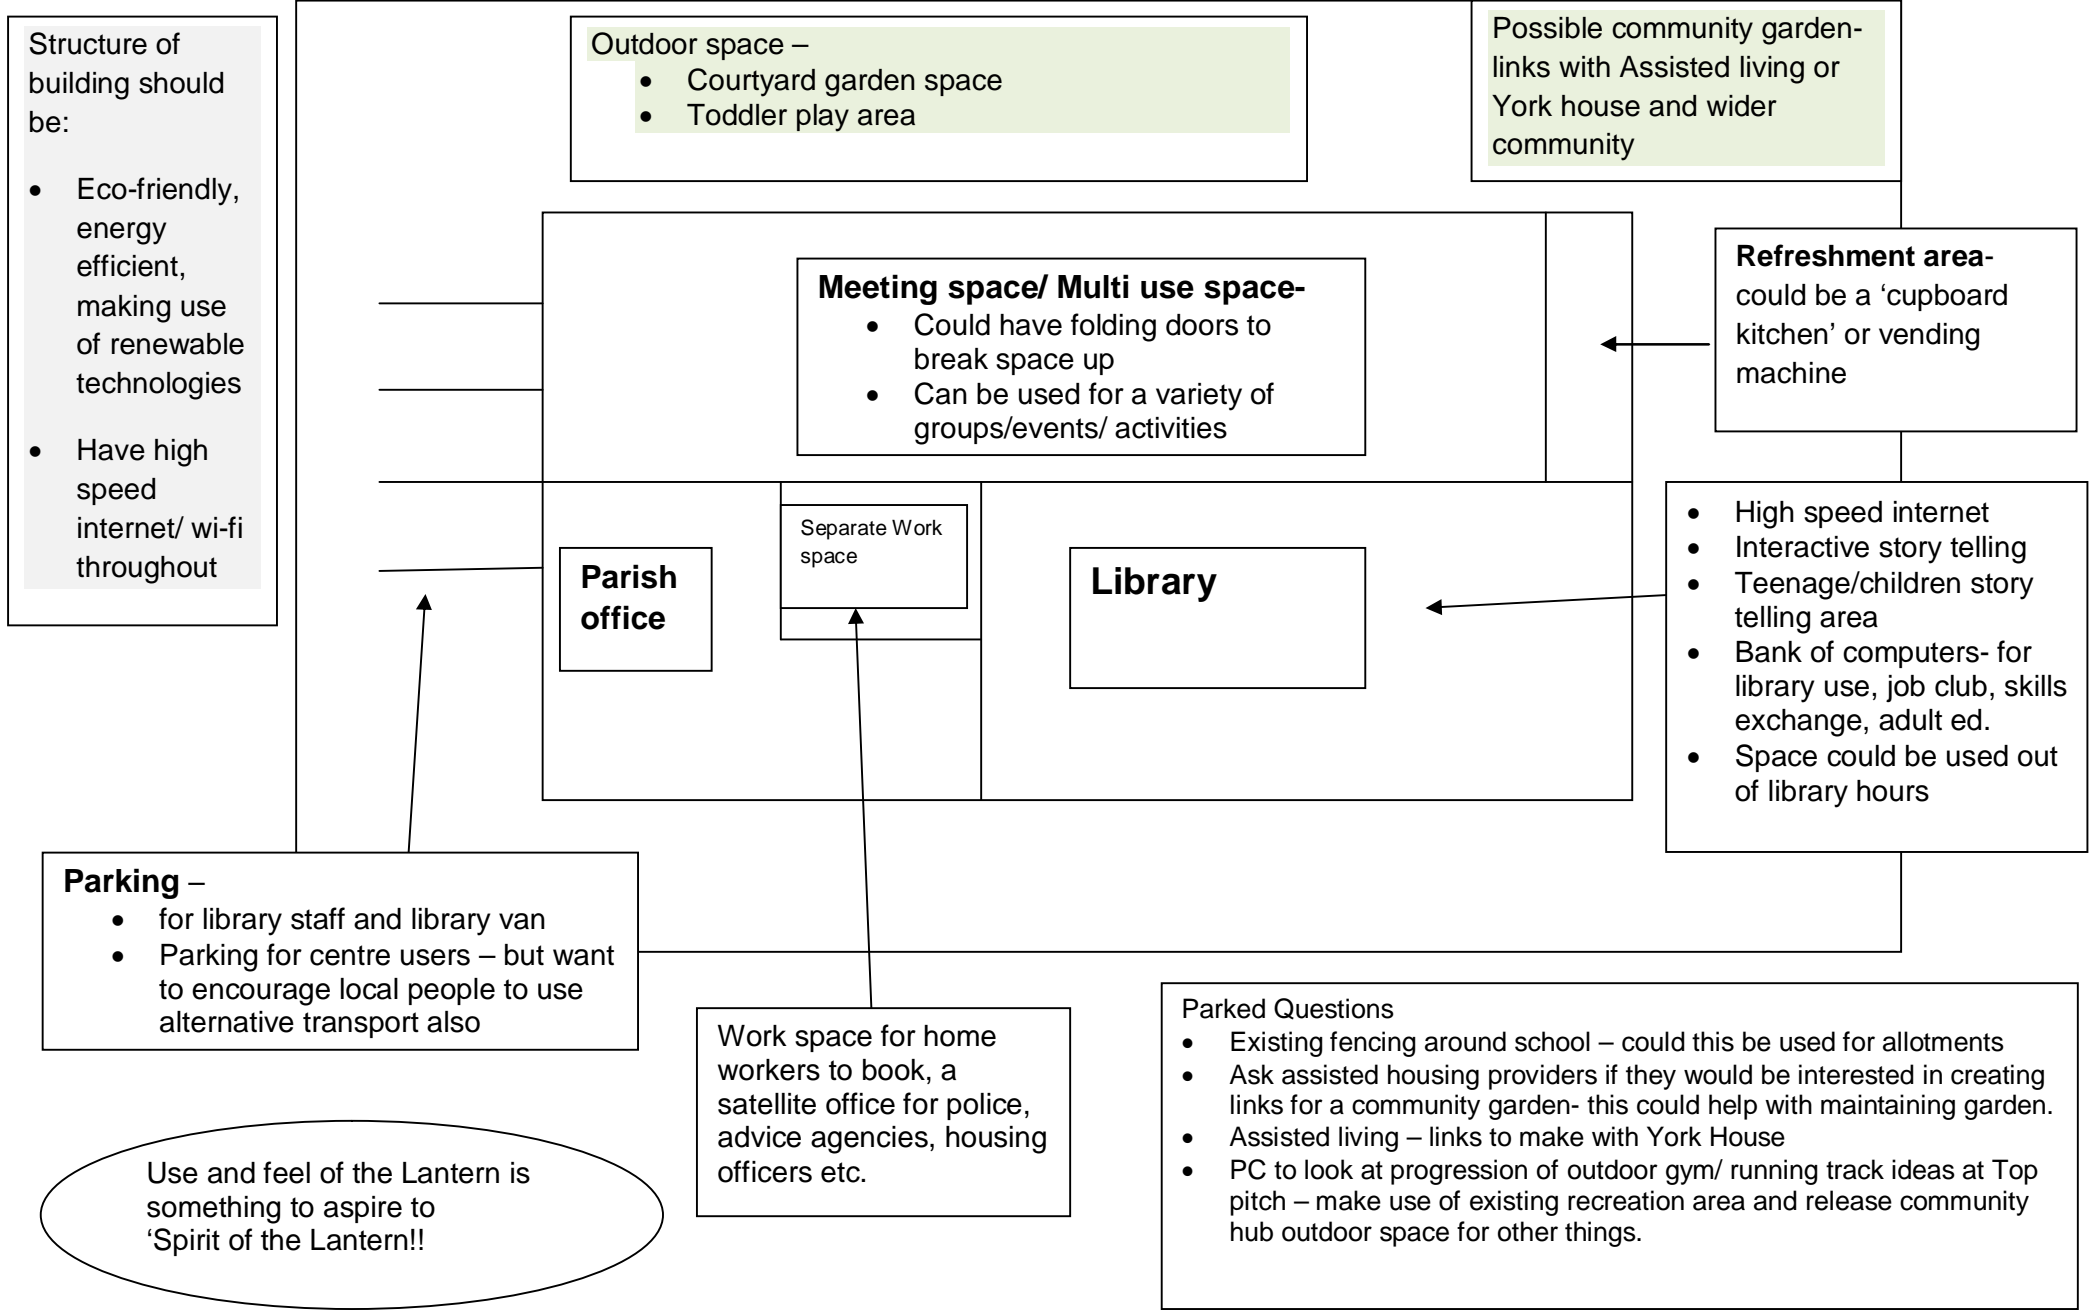 Structure of
building should
be:
• Eco-friendly,
energy
efficient,
making use
of renewable
technologies
• Have high
speed
internet/ wi-fi
throughout
Outdoor space –
• Courtyard garden space
• Toddler play area
Possible community garden-
links with Assisted living or
York house and wider
community
Meeting space/ Multi use space-
• Could have folding doors to
break space up
• Can be used for a variety of
groups/events/ activities
Refreshment area-
could be a ‘cupboard
kitchen’ or vending
machine
Parish
office
Separate Work
space
Library
• High speed internet
• Interactive story telling
• Teenage/children story
telling area
• Bank of computers- for
library use, job club, skills
exchange, adult ed.
• Space could be used out
of library hours
Parking –
• for library staff and library van
• Parking for centre users – but want
to encourage local people to use
alternative transport also
Work space for home
workers to book, a
satellite office for police,
advice agencies, housing
officers etc.
Parked Questions
• Existing fencing around school – could this be used for allotments
• Ask assisted housing providers if they would be interested in creating
links for a community garden- this could help with maintaining garden.
• Assisted living – links to make with York House
• PC to look at progression of outdoor gym/ running track ideas at Top
pitch – make use of existing recreation area and release community
hub outdoor space for other things.
Use and feel of the Lantern is
something to aspire to
‘Spirit of the Lantern!!